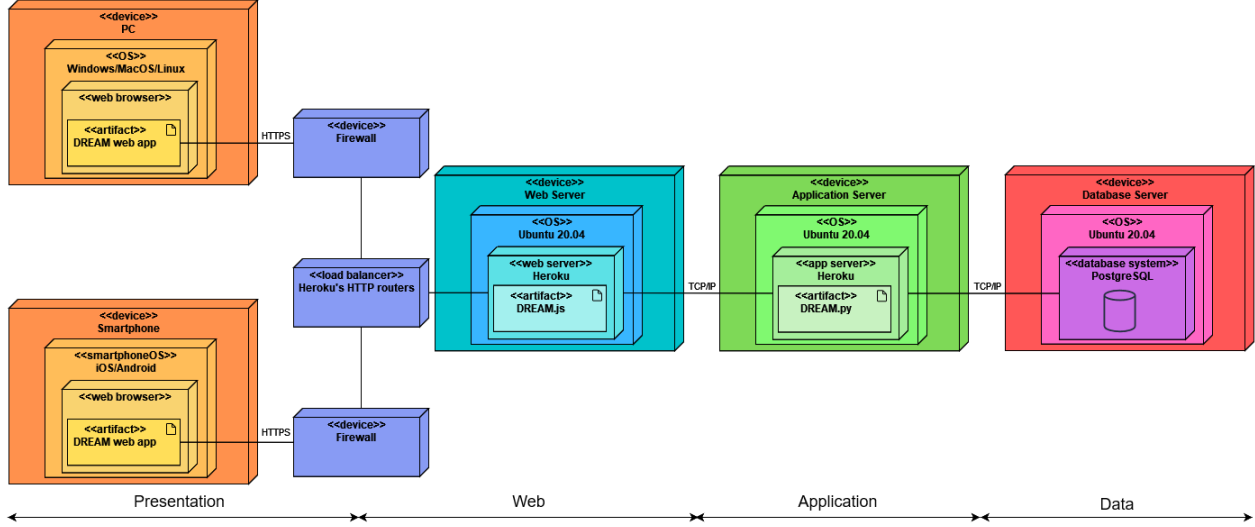 <<device>>
PC
<<OS>>
Windows/MacOS/Linux
<<web browser>>
<<artifact>>
DREAM web app
HTTPS
<<device>>
Firewall
<<device>>
Smartphone
<<smartphoneOS>>
iOS/Android
<<web browser>>
<<artifact>>
DREAM web app
HTTPS
<<device>>
Firewall
<<load balancer>>
Heroku's HTTP routers
<<device>>
Web Server
<<OS>>
Ubuntu 20.04
<<web server>>
Heroku
<<artifact>>
DREAM.js
TCP/IP
<<device>>
Application Server
<<OS>>
Ubuntu 20.04
<<app server>>
Heroku
<<artifact>>
DREAM.py
TCP/IP
<<device>>
Database Server
<<OS>>
Ubuntu 20.04
<<database system>>
PostgreSQL
Presentation
Web
Application
Data